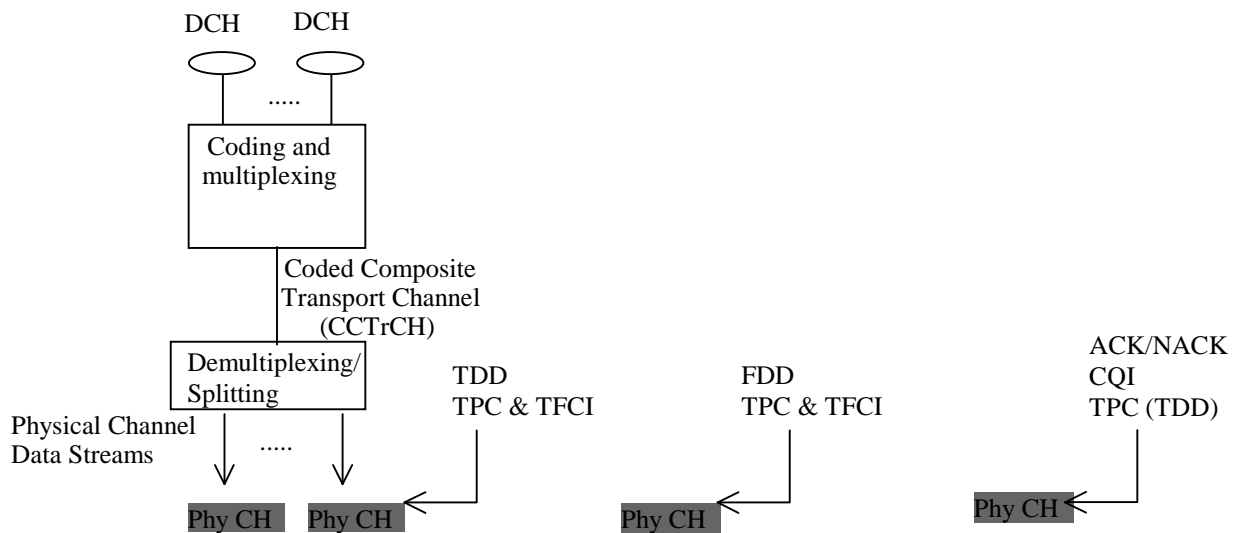 DCH DCH
.....
Coding and
multiplexing
Coded Composite
Transport Channel
(CCTrCH)
Demultiplexing/
Splitting
Physical Channel
Data Streams
.....
TDD
TPC & TFCI
FDD
TPC & TFCI
ACK/NACK
CQI
TPC (TDD)
Phy CH Phy CH Phy CH Phy CH